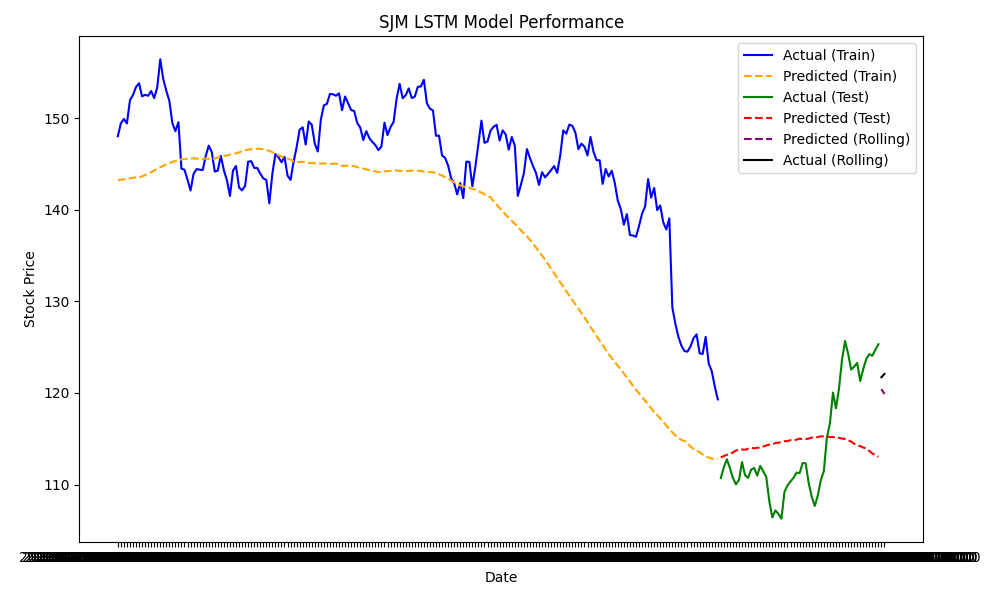 SJM LSTM Model Performance
Actual (Train)
Predicted (Train)
Actual (Test)
Predicted (Test)
Predicted (Rolling)
Actual (Rolling)
Stock Price
150
140
130
120
110
Date